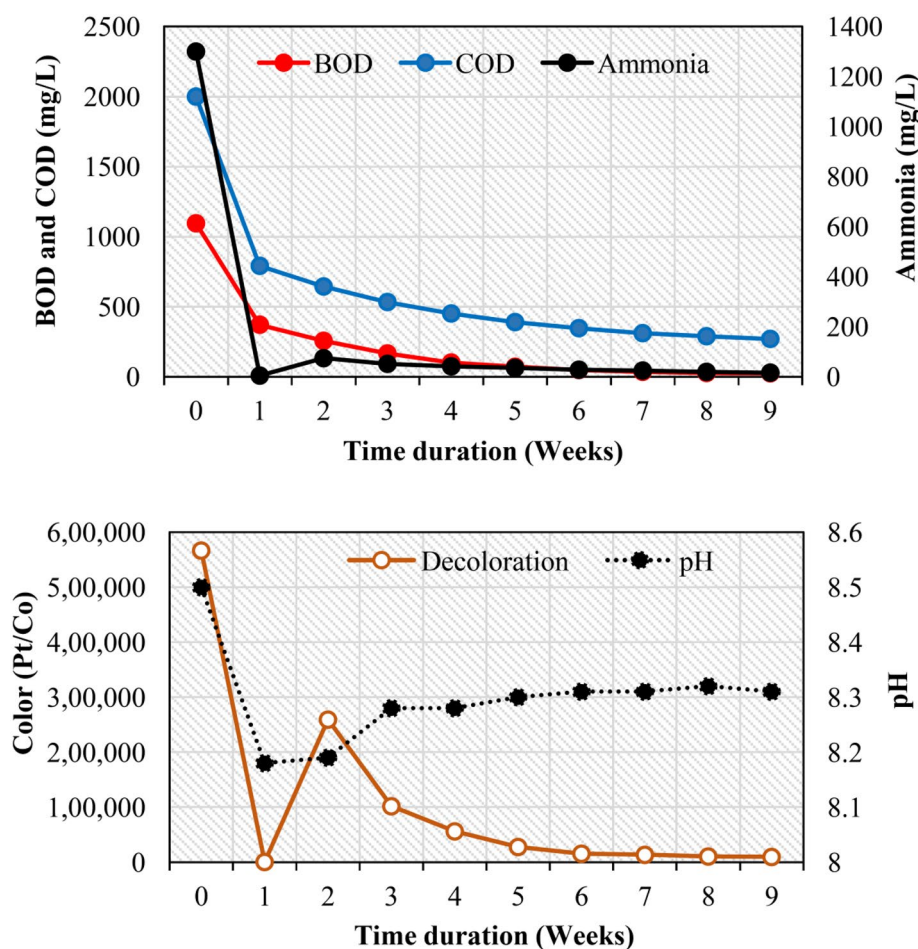 2500
2000
1500
1000
500
0
BOD and COD (mg/L)
BOD COD Ammonia
1400
1200
1000
800
600
400
200
0
Ammonia (mg/L)
0 1 2 3 4 5 6 7 8 9
Time duration (Weeks)
6,00,000
5,00,000
4,00,000
3,00,000
2,00,000
1,00,000
0
Color (Pt/Co)
Decoloration pH
8.6
8.5
8.4
8.3
8.2
8.1
8
pH
0 1 2 3 4 5 6 7 8 9
Time duration (Weeks)